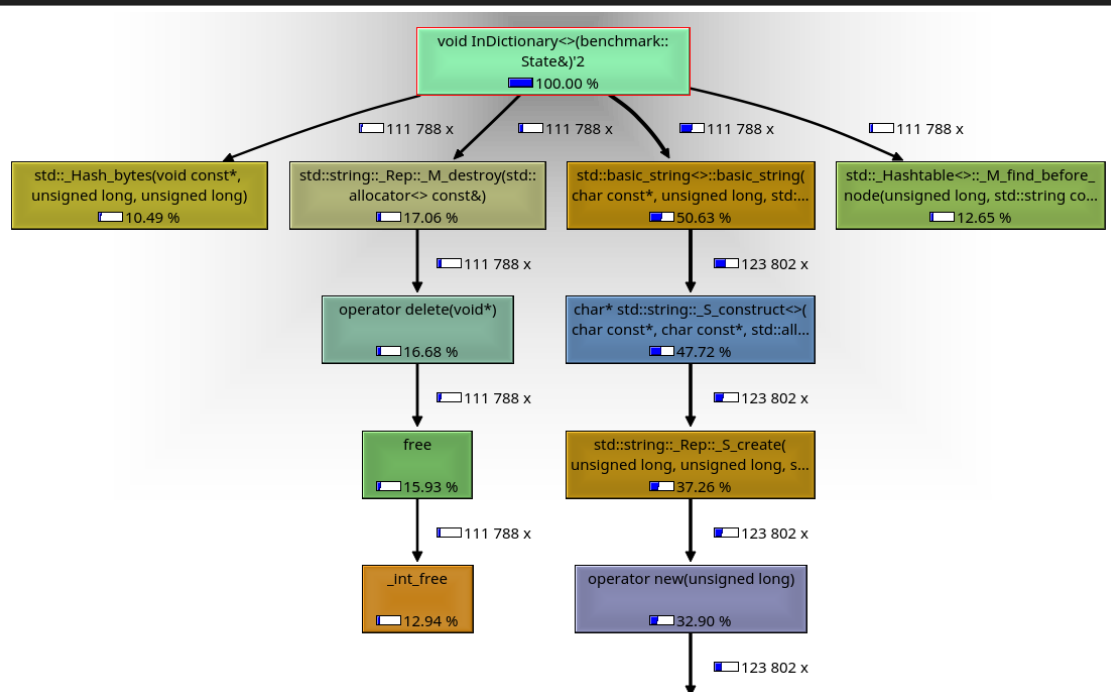 void InDictionary<>(benchmark::
State&)'2
100.00 %
111 788 x
111 788 x
111 788 x
111 788 x
std::_Hash_bytes(void const*,
unsigned long, unsigned long)
10.49 %
std::string::_Rep::_M_destroy(std::
allocator<> const&)
17.06 %
std::basic_string<>::basic_string(
char const*, unsigned long, std:...
50.63 %
std::_Hashtable<>::_M_find_before_
node(unsigned long, std::string co...
12.65 %
111 788 x
123 802 x
operator delete(void*)
16.68 %
char* std::string::_S_construct<>(
char const*, char const*, std::all...
47.72 %
111 788 x
123 802 x
free
15.93 %
std::string::_Rep::_S_create(
unsigned long, unsigned long, s...
37.26 %
111 788 x
123 802 x
_int_free
12.94 %
operator new(unsigned long)
32.90 %
123 802 x